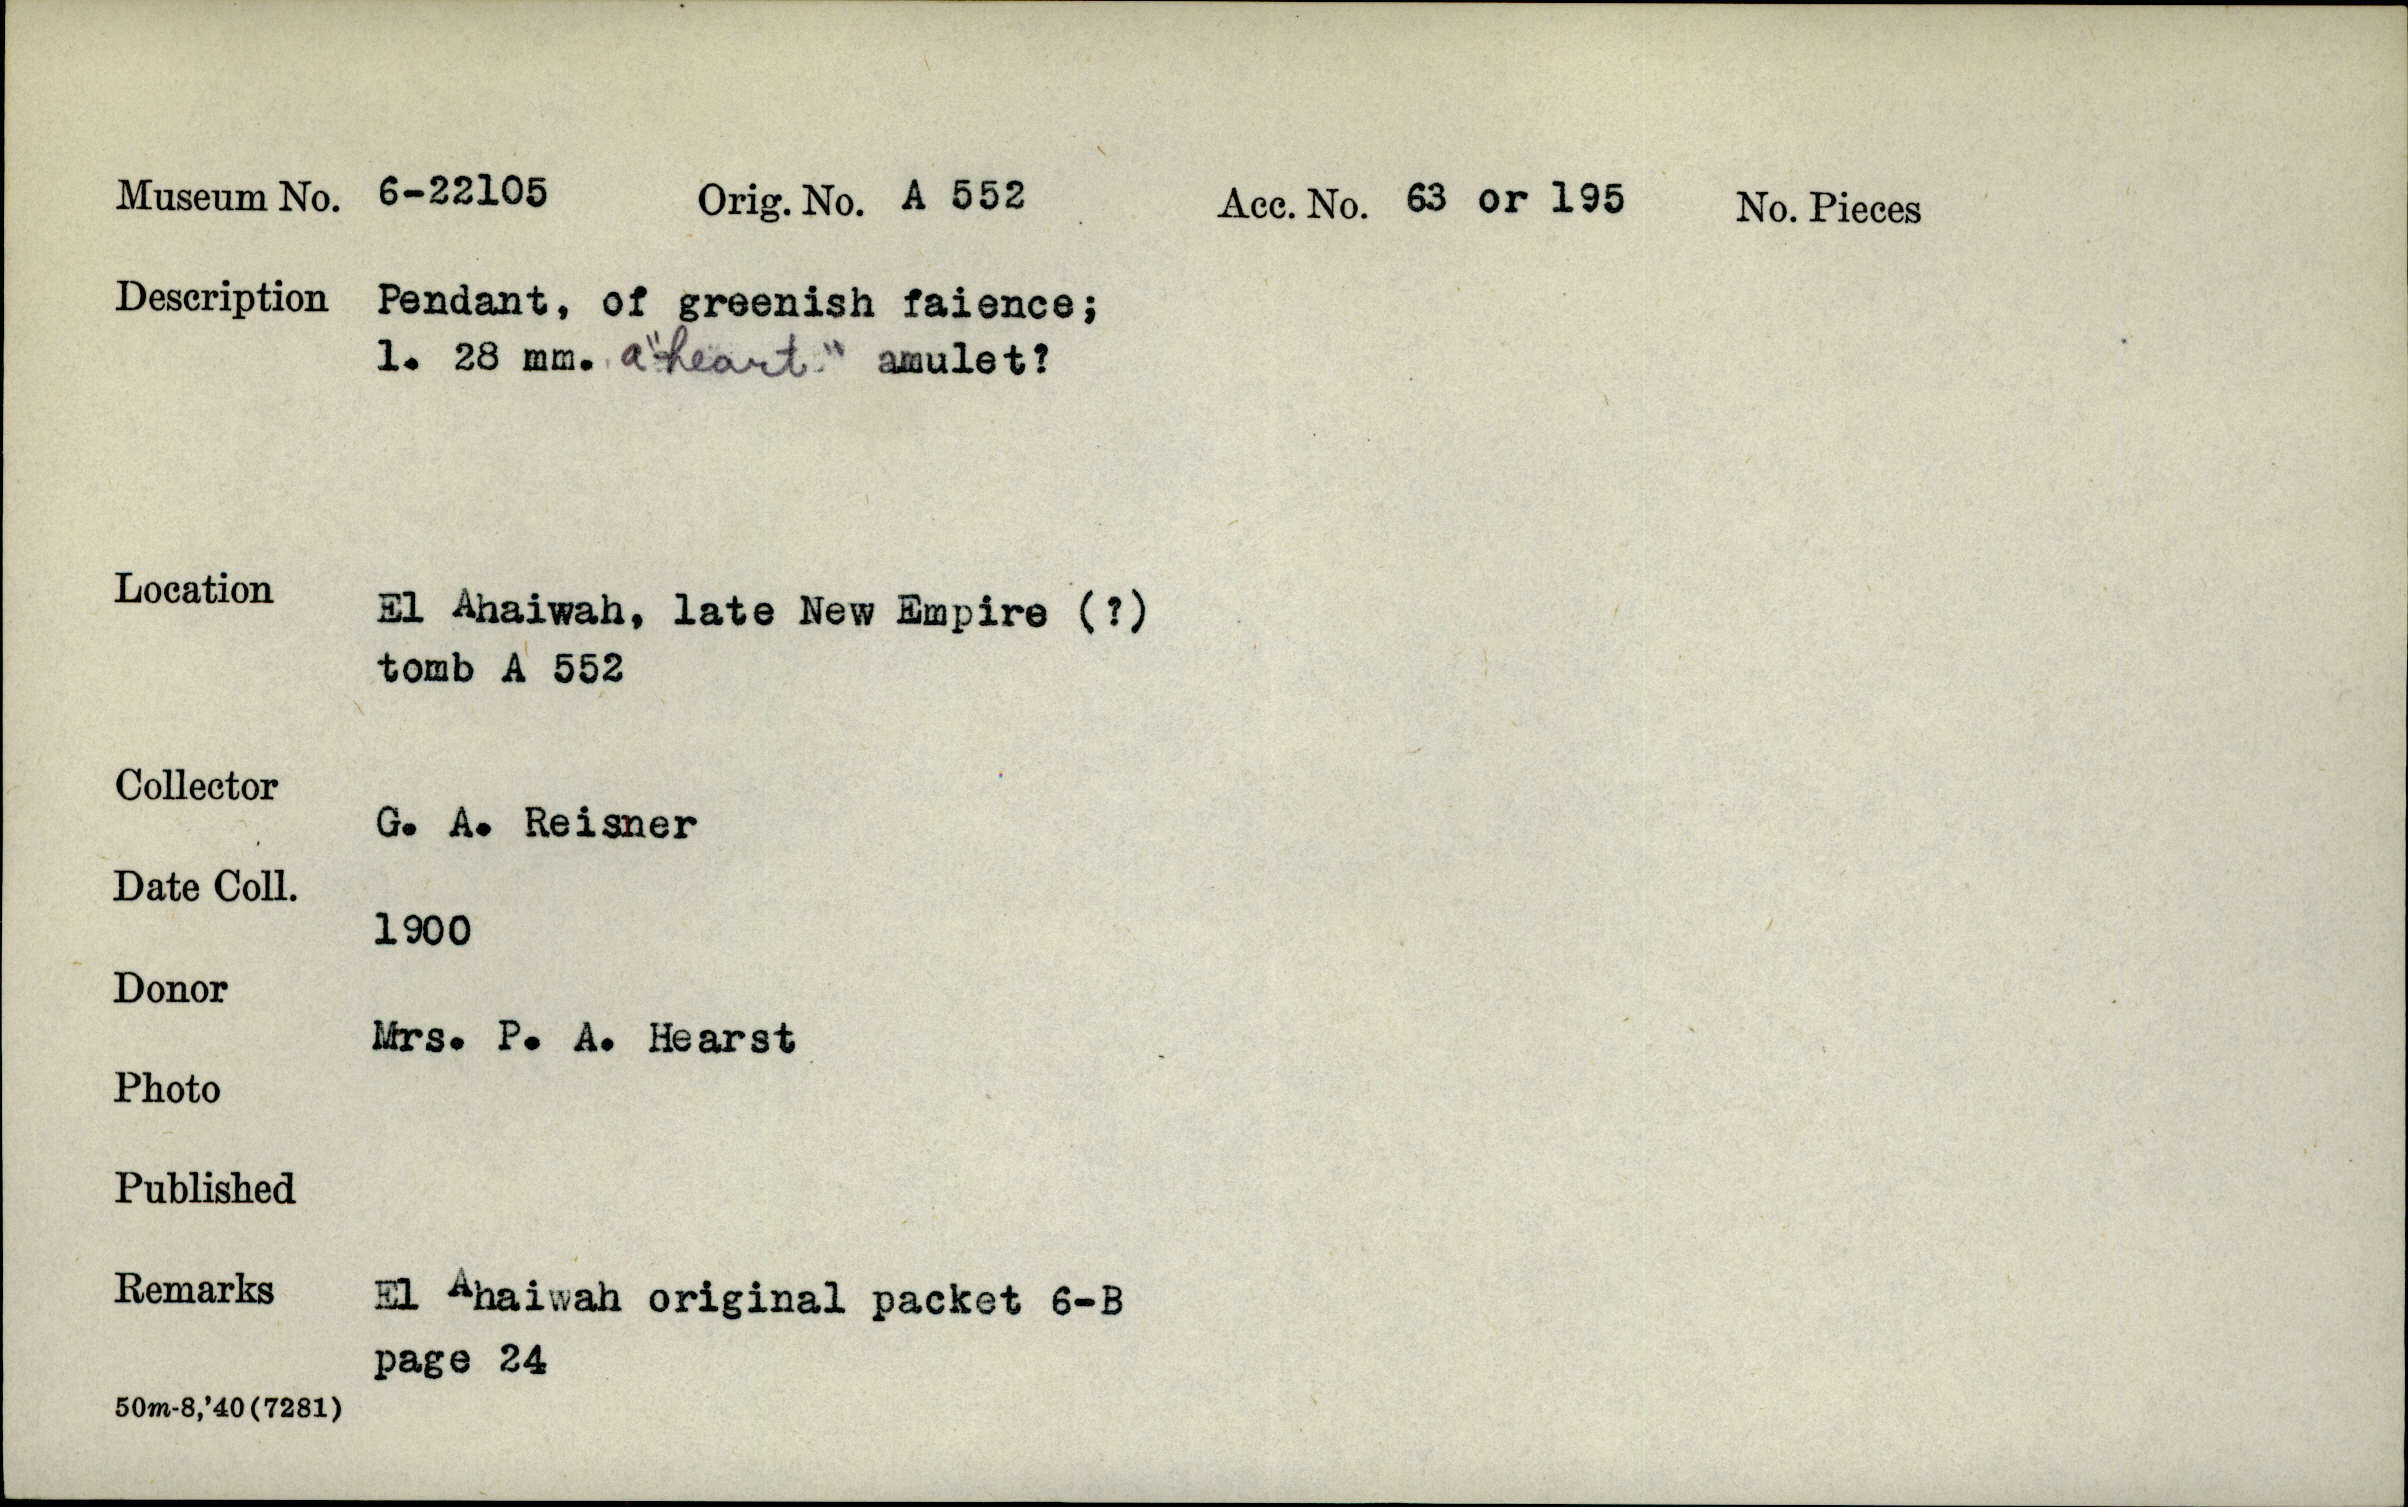 Museum No. 6-22105 Orig. No. A 552 Acc. No. 63 or 195 No. Pieces
Description Pendant, of greenish faience;
l. 28 mm. a "heart" amulet?
Location
El Ahaiwah, late New Empire (?)
tomb A 552
Collector
G. A. Reisner
Date Coll.
1900
Donor
Mrs. P. A. Hearst
Photo
Published
Remarks El Ahaiwah original packet 6-B
page 24
50m-8,'40(7281)